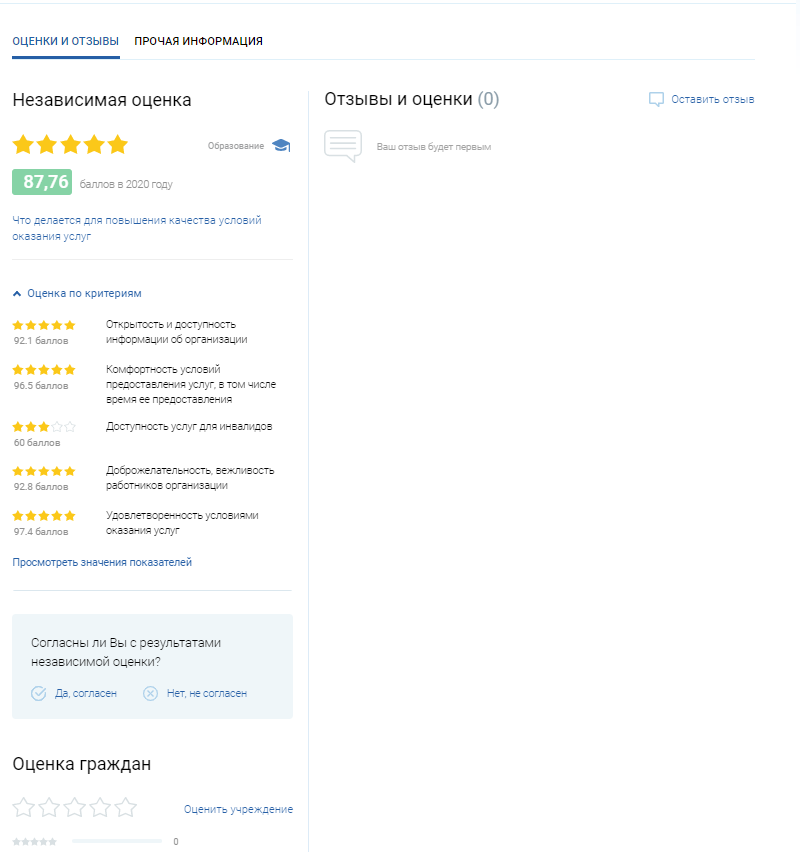 ОЦЕНКИ И ОТЗЫВЫ ПРОЧАЯ ИНФОРМАЦИЯ
Независимая оценка
Образование
87,76 баллов в 2020 году
Что делается для повышения качества условий
оказания услуг
Оценка по критериям
Открытость и доступность
информации об организации
92.1 баллов
Комфортность условий
предоставления услуг, в том числе
время ее предоставления
96.5 баллов
Доступность услуг для инвалидов
60 баллов
Доброжелательность, вежливость
работников организации
92.8 баллов
Удовлетворенность условиями
оказания услуг
97.4 баллов
Просмотреть значения показателей
Согласны ли Вы с результатами
независимой оценки?
Да, согласен Нет, не согласен
Оценка граждан
Оценить учреждение
0
Отзывы и оценки (0)
Оставить отзыв
Ваш отзыв будет первым